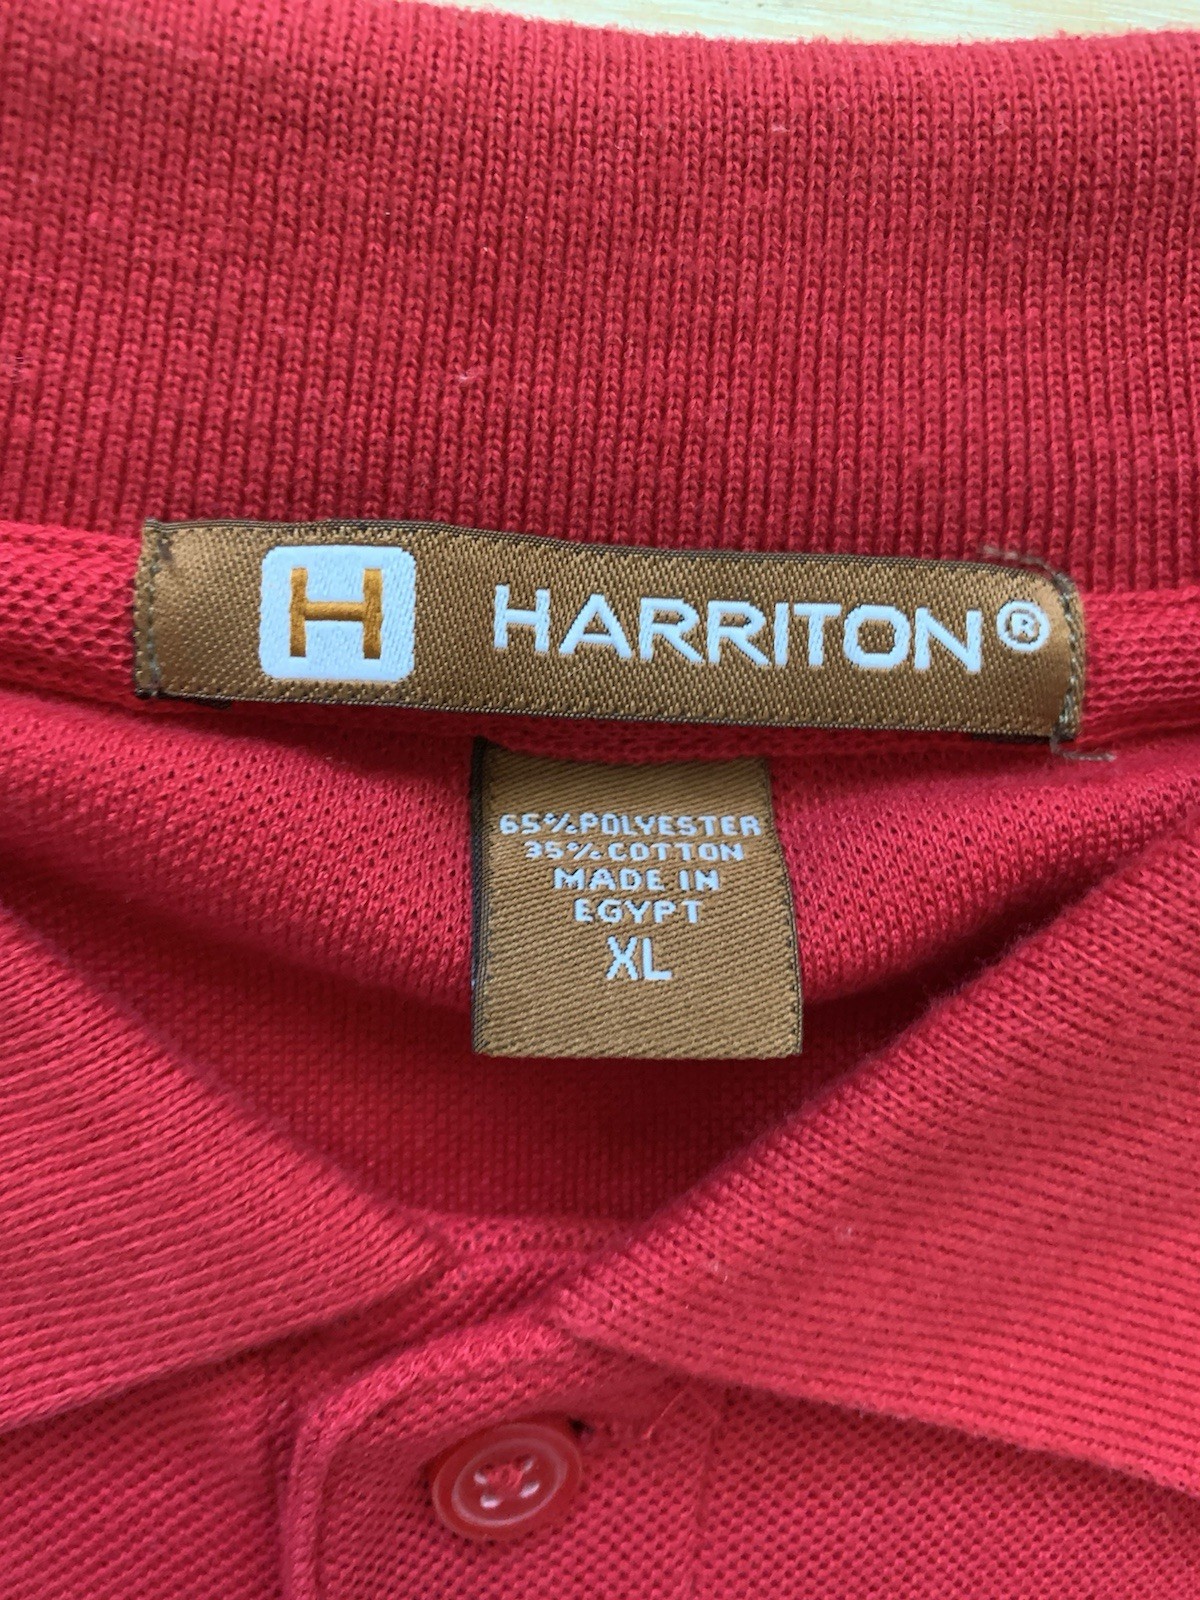 H HARRITON®
65%POLYESTER
35%COTTON
MADE IN
EGYPT
XL